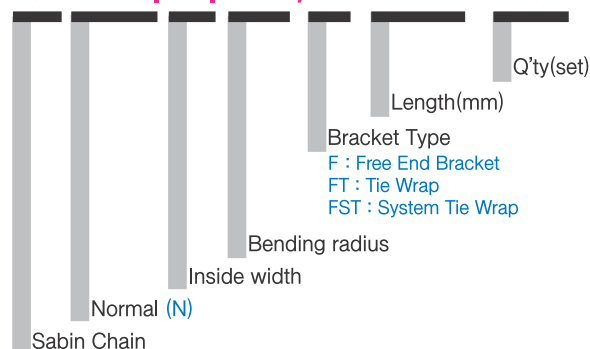 Q'ty(set)
Length(mm)
Bracket Type
F : Free End Bracket
FT : Tie Wrap
FST : System Tie Wrap
Bending radius
Inside width
Normal (N)
Sabin Chain